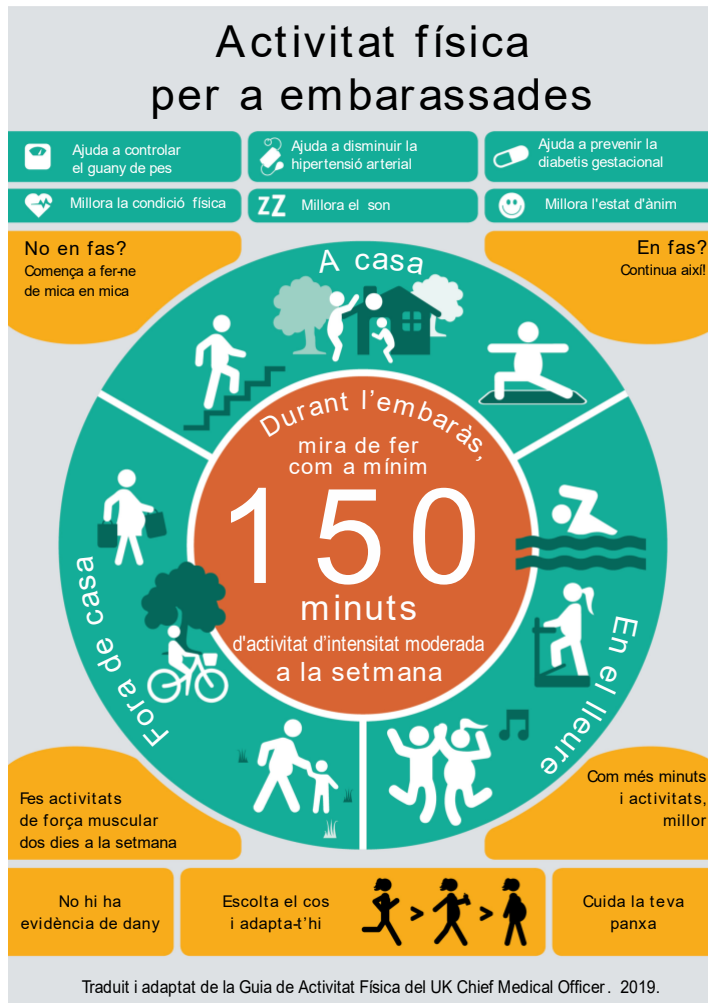 Activitat física
per a embarassades
Ajuda a controlar
el guany de pes
Ajuda a disminuir la
hipertensió arterial
Ajuda a prevenir la
diabetis gestacional
Millora la condició física
ZZ
Millora el son
Millora l'estat d'ànim
No en fas?
Comença a fer-ne
de mica en mica
En fas?
Continua així!
A casa
Durant l'embaràs,
mira de fer
com a mínim
150
minuts
d'activitat d'intensitat moderada
a la setmana
Fora de casa
En el lleure
Fes activitats
de força muscular
dos dies a la setmana
Com més minuts
i activitats,
millor
No hi ha
evidència de dany
Escolta el cos
i adapta-t'hi
> >
Cuida la teva
panxa
Traduit i adaptat de la Guia de Activitat Física del UK Chief Medical Officer. 2019.